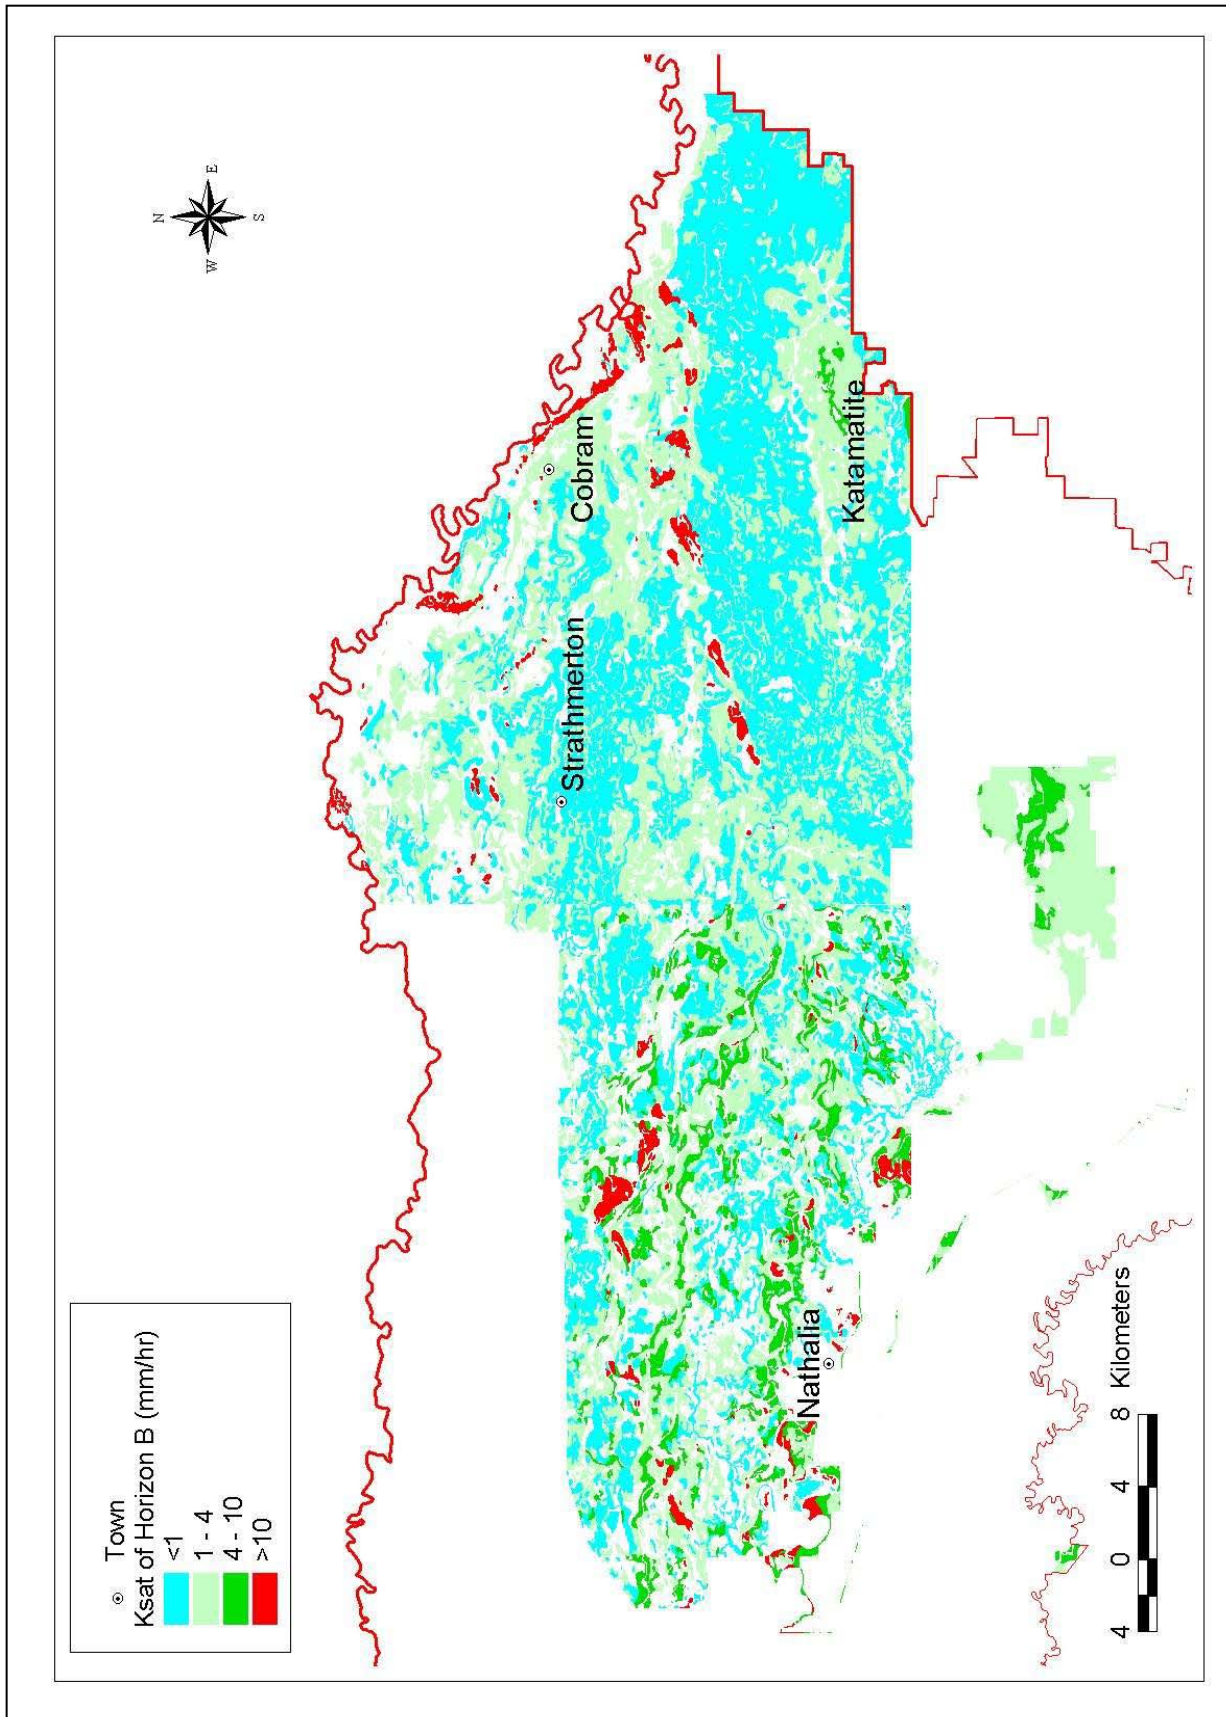 N
W E
S
Town
Ksat of Horizon B (mm/hr)
<1
1 - 4
4 - 10
>10
Cobram
Strathmerton
Katamatite
Nathalia
4 0 4 8 Kilometers